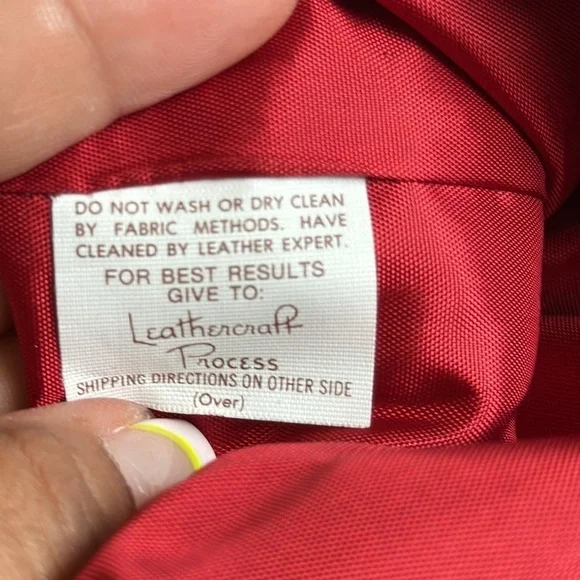 DO NOT WASH OR DRY CLEAN
BY FABRIC METHODS. HAVE
CLEANED BY LEATHER EXPERT.
FOR BEST RESULTS
GIVE TO:
Leathercraft
Process
SHIPPING DIRECTIONS ON OTHER SIDE
(Over)